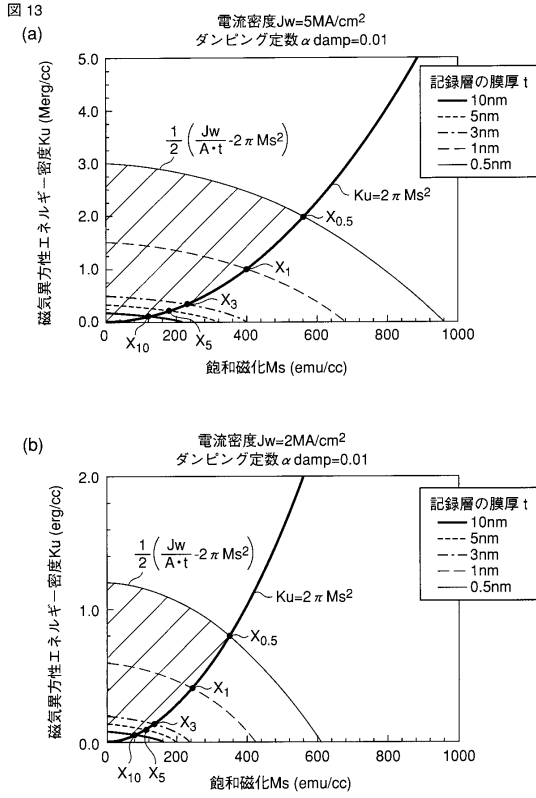 図 13
(a)
電流密度Jw=5MA/cm²
ダンピング定数α damp=0.01
磁気異方性エネルギー密度Ku (Merg/cc)
5.0
4.0
3.0
2.0
1.0
0.0
1/2 (Jw/A・t -2πMs²)
Ku=2πMs²
X0.5
X1
X3
X5
X10
0 200 400 600 800 1000
飽和磁化Ms (emu/cc)
記録層の膜厚 t
10nm
5nm
3nm
1nm
0.5nm
(b)
電流密度Jw=2MA/cm²
ダンピング定数α damp=0.01
磁気異方性エネルギー密度Ku (erg/cc)
2.0
1.0
0.0
1/2 (Jw/A・t -2πMs²)
Ku=2πMs²
X0.5
X1
X3
X5
X10
0 200 400 600 800 1000
飽和磁化Ms (emu/cc)
記録層の膜厚 t
10nm
5nm
3nm
1nm
0.5nm